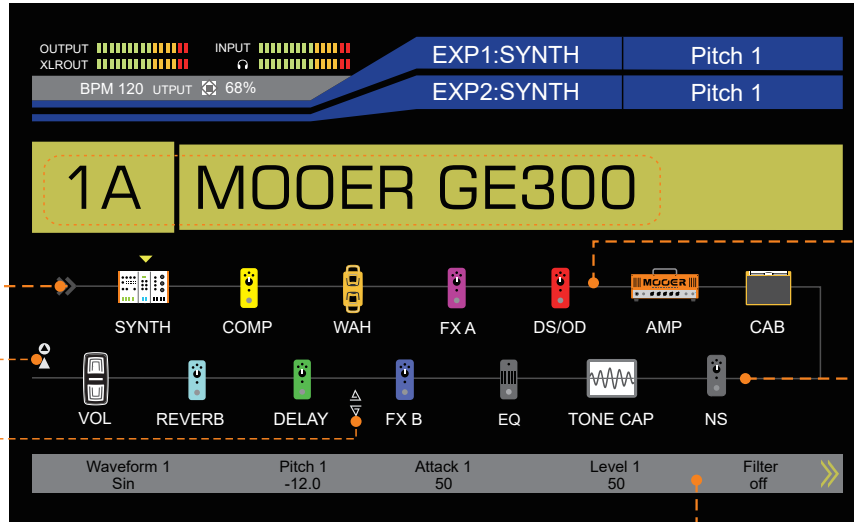 OUTPUT INPUT EXP1:SYNTH Pitch 1
XLROUT
BPM 120 UTPUT 68% EXP2:SYNTH Pitch 1
1A MOOER GE300
MOOER
SYNTH COMP WAH FX A DS/OD AMP CAB
VOL REVERB DELAY FX B EQ TONE CAP NS
Waveform 1 Pitch 1 Attack 1 Level 1 Filter
Sin -12.0 50 50 off